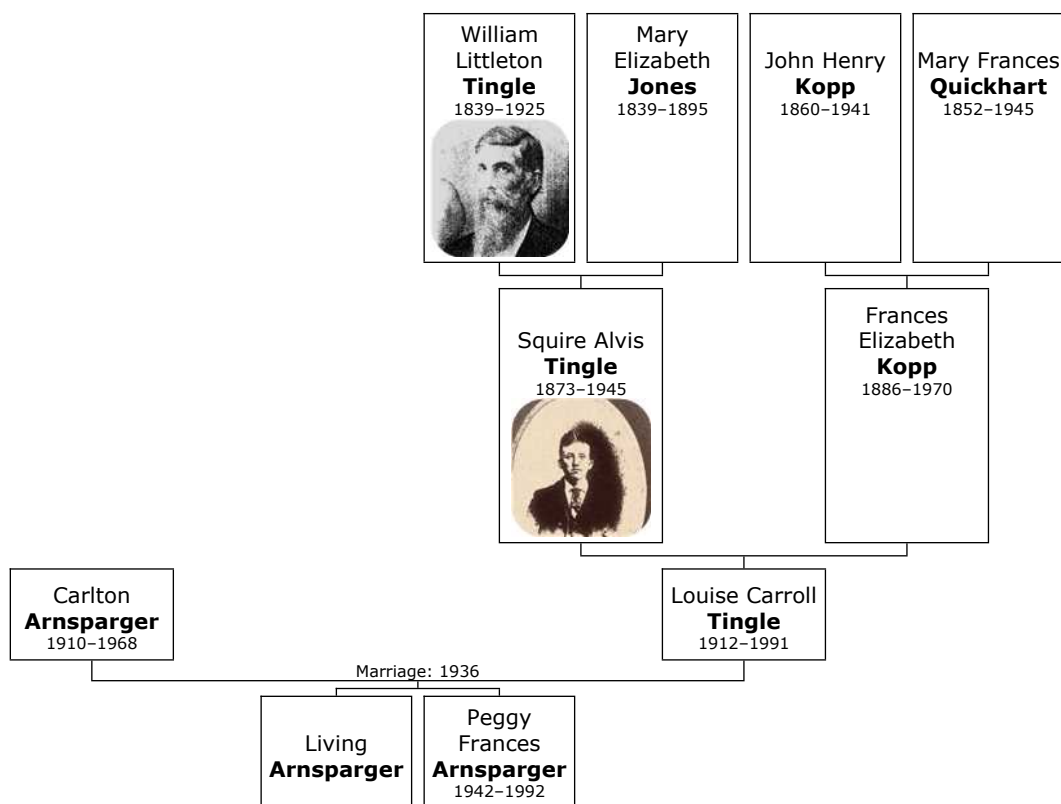 William
Littleton
Tingle
1839–1925
Mary
Elizabeth
Jones
1839–1895
John Henry
Kopp
1860–1941
Mary Frances
Quickhart
1852–1945
Squire Alvis
Tingle
1873–1945
Frances
Elizabeth
Kopp
1886–1970
Carlton
Arnsparger
1910–1968
Louise Carroll
Tingle
1912–1991
Marriage: 1936
Living
Arnsparger
Peggy
Frances
Arnsparger
1942–1992